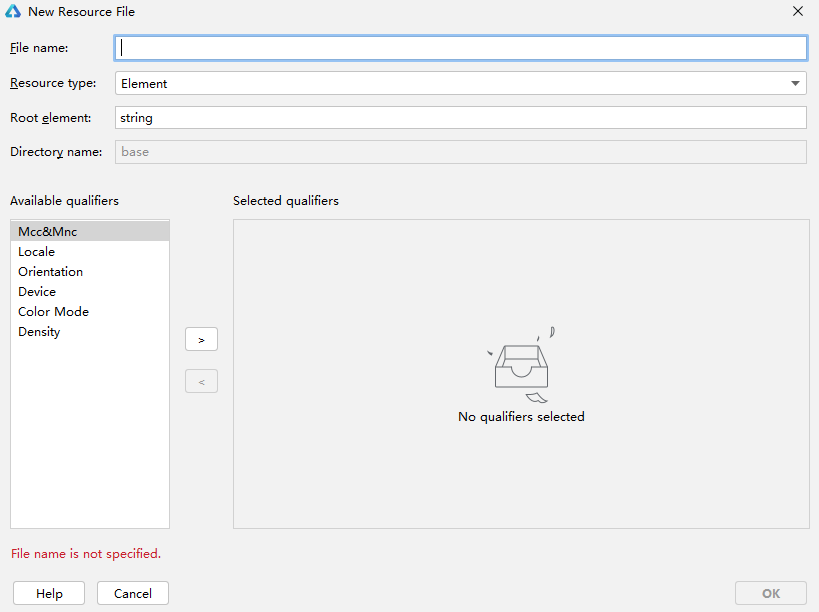 New Resource File
File name:
Resource type:
Element
Root element:
string
Directory name:
base
Available qualifiers
Selected qualifiers
Mcc&Mnc
Locale
Orientation
Device
Color Mode
Density
>
<
No qualifiers selected
File name is not specified.
Help
Cancel
OK